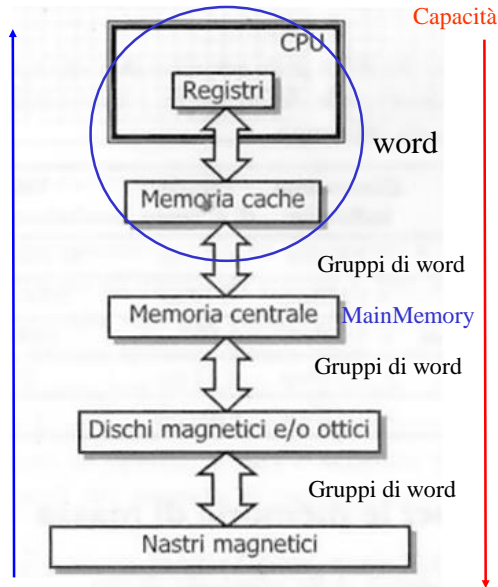 Capacità
CPU
Registri
word
Memoria cache
Gruppi di word
Memoria centrale
MainMemory
Gruppi di word
Dischi magnetici e/o ottici
Gruppi di word
Nastri magnetici